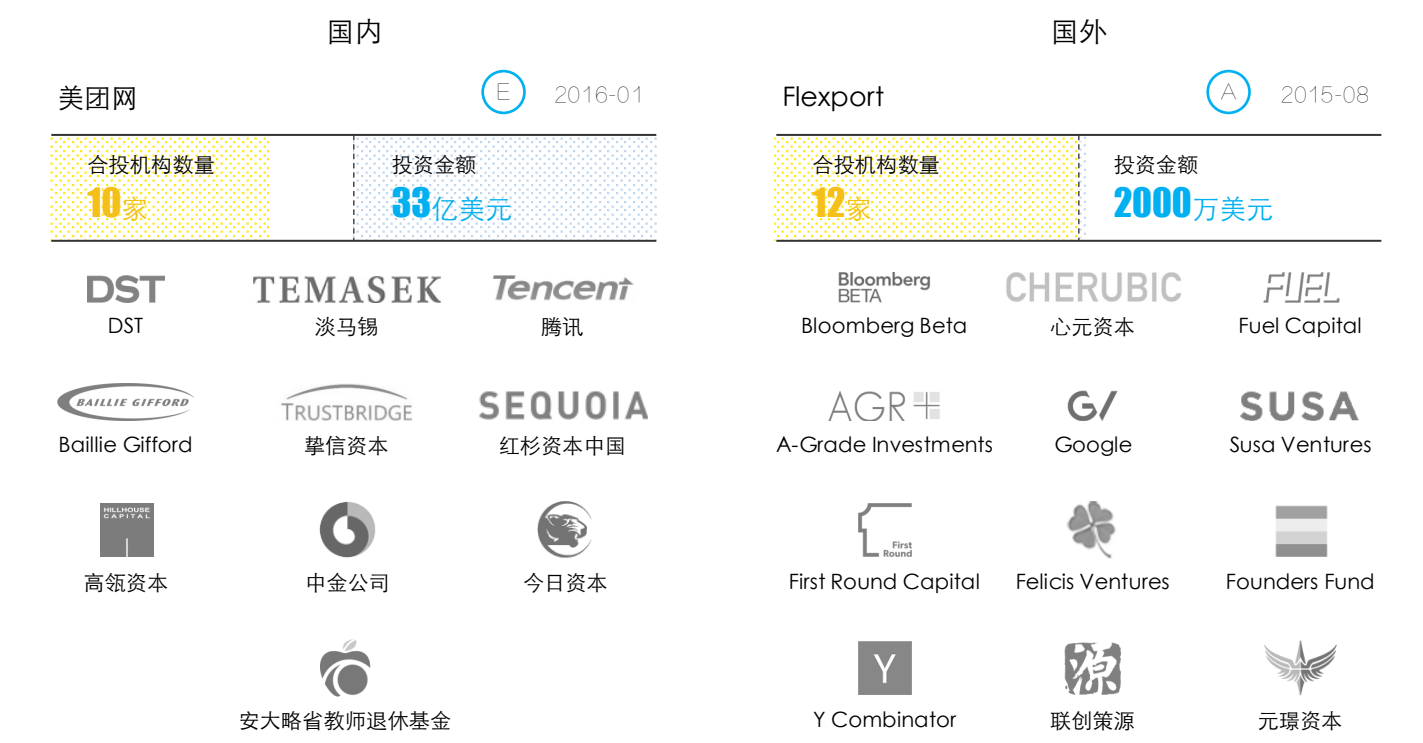 国内
美团网
E
2016-01
合投机构数量
投资金额
10家
33亿美元
DST
TEMASEK
Tencent
DST
淡马锡
腾讯
BAILLIE GIFFORD
TRUSTBRIDGE
SEQUOIA
Baillie Gifford
挚信资本
红杉资本中国
HILLHOUSE
CAPITAL
高瓴资本
中金公司
今日资本
安大略省教师退休基金
国外
Flexport
A
2015-08
合投机构数量
投资金额
12家
2000万美元
Bloomberg
BETA
CHERUBIC
FUEL
Bloomberg Beta
心元资本
Fuel Capital
AGR
G/
SUSA
A-Grade Investments
Google
Susa Ventures
First
Round
First Round Capital
Felicis Ventures
Founders Fund
Y
源
Y Combinator
联创策源
元璟资本